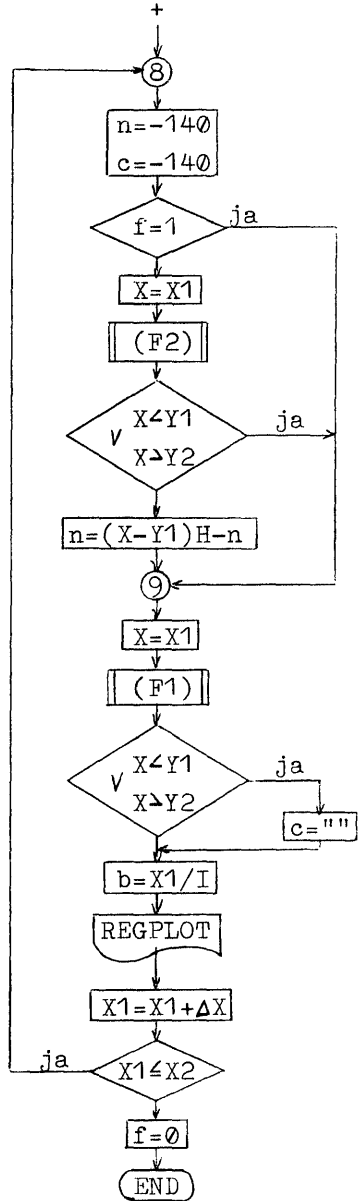 +
8
n=-140
c=-140
f=1
ja
X=X1
(F2)
X<Y1
ja
v
X>Y2
n=(X-Y1)H-n
9
X=X1
(F1)
X<Y1
ja
v
X>Y2
c=""
b=X1/I
REGPLOT
X1=X1+ΔX
ja
X1≤X2
f=0
END